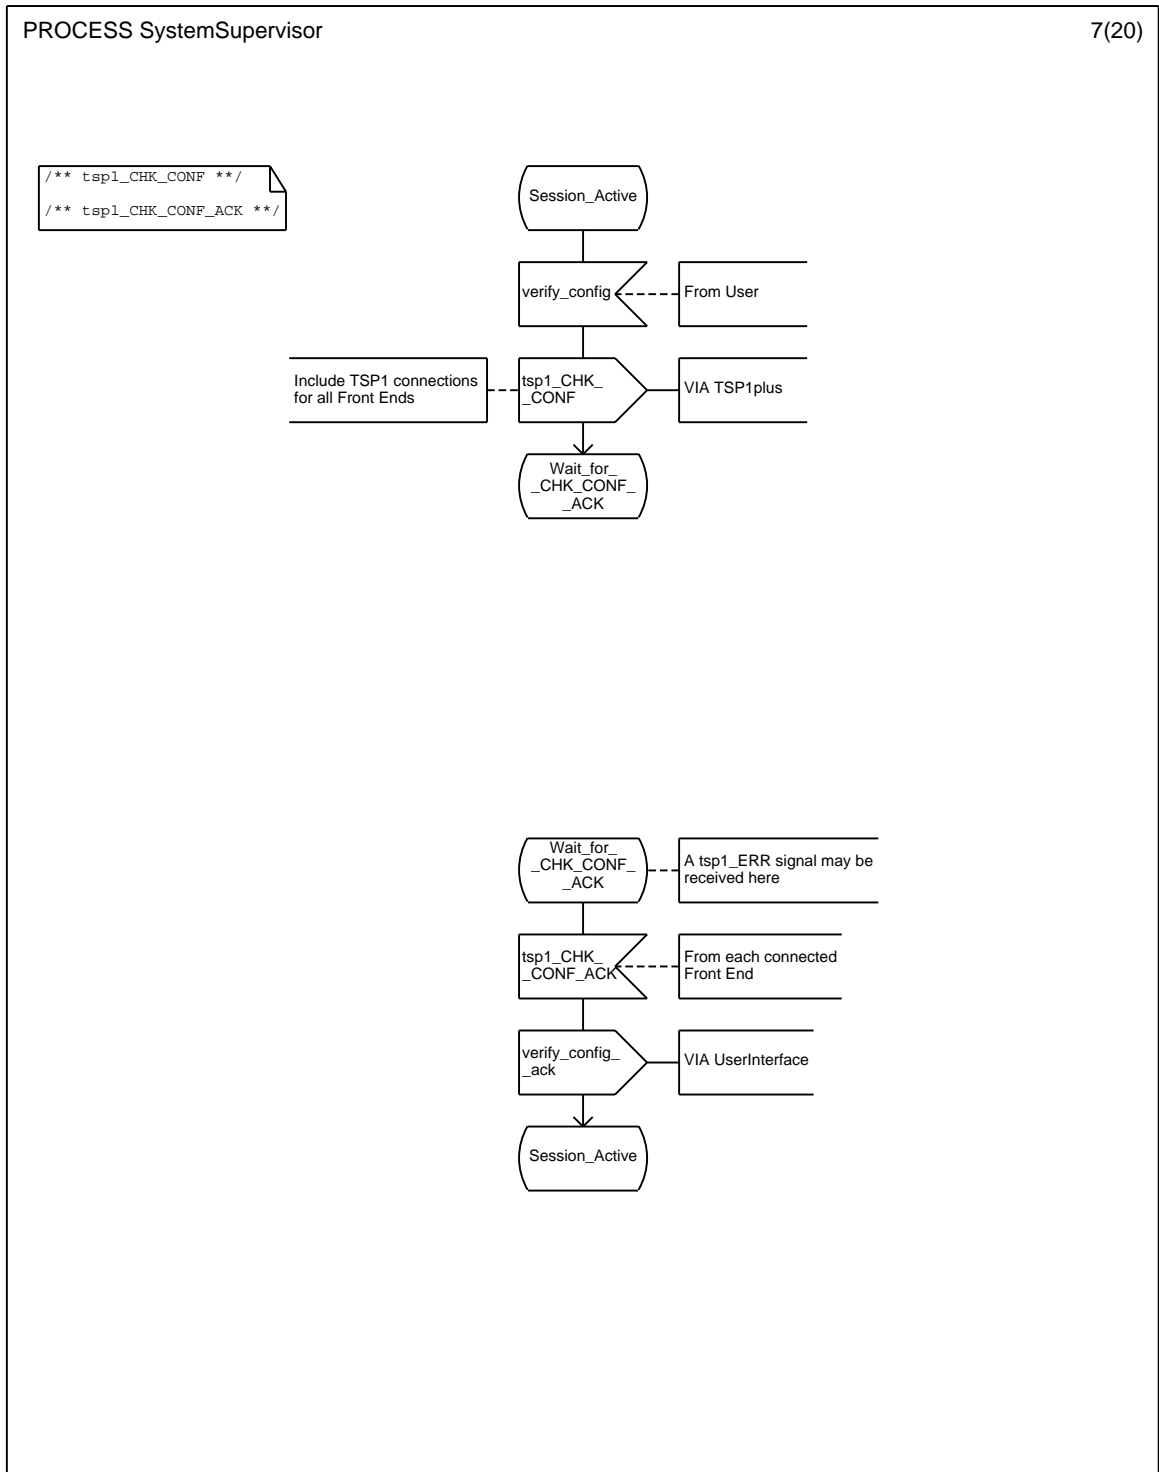 PROCESS SystemSupervisor
7(20)
/** tsp1_CHK_CONF **/
/** tsp1_CHK_CONF_ACK **/
Session_Active
verify_config
From User
Include TSP1 connections
for all Front Ends
tsp1_CHK_
_CONF
VIA TSP1plus
Wait_for_
_CHK_CONF_
_ACK
Wait_for_
_CHK_CONF_
_ACK
A tsp1_ERR signal may be
received here
tsp1_CHK_
_CONF_ACK
From each connected
Front End
verify_config_
_ack
VIA UserInterface
Session_Active